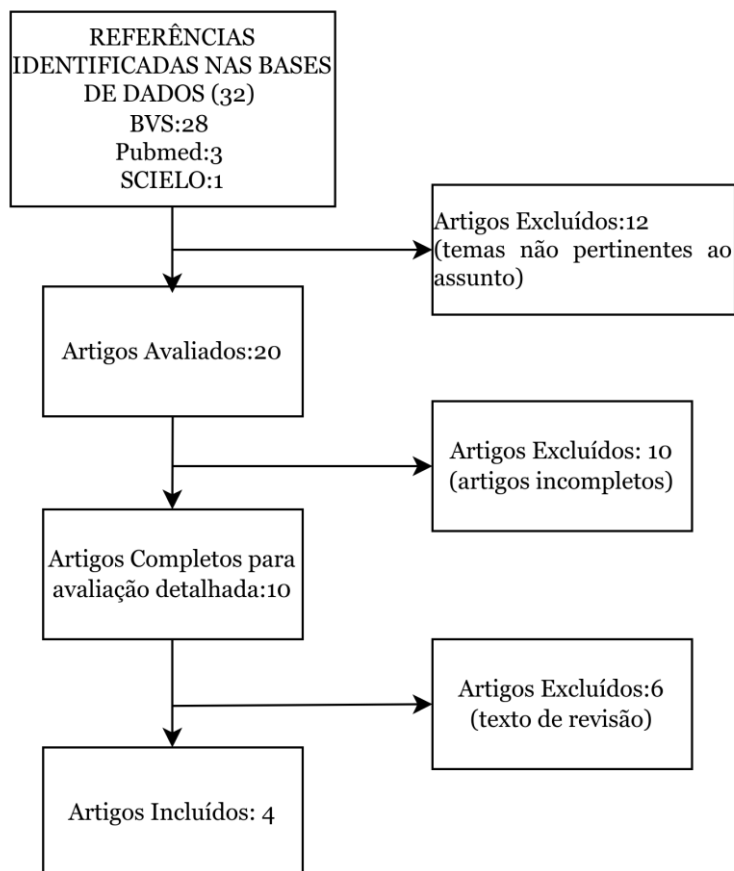 REFERÊNCIAS
IDENTIFICADAS NAS BASES
DE DADOS (32)
BVS:28
Pubmed:3
SCIELO:1
Artigos Excluídos:12
(temas não pertinentes ao
assunto)
Artigos Avaliados:20
Artigos Excluídos: 10
(artigos incompletos)
Artigos Completos para
avaliação detalhada:10
Artigos Excluídos:6
(texto de revisão)
Artigos Incluídos: 4